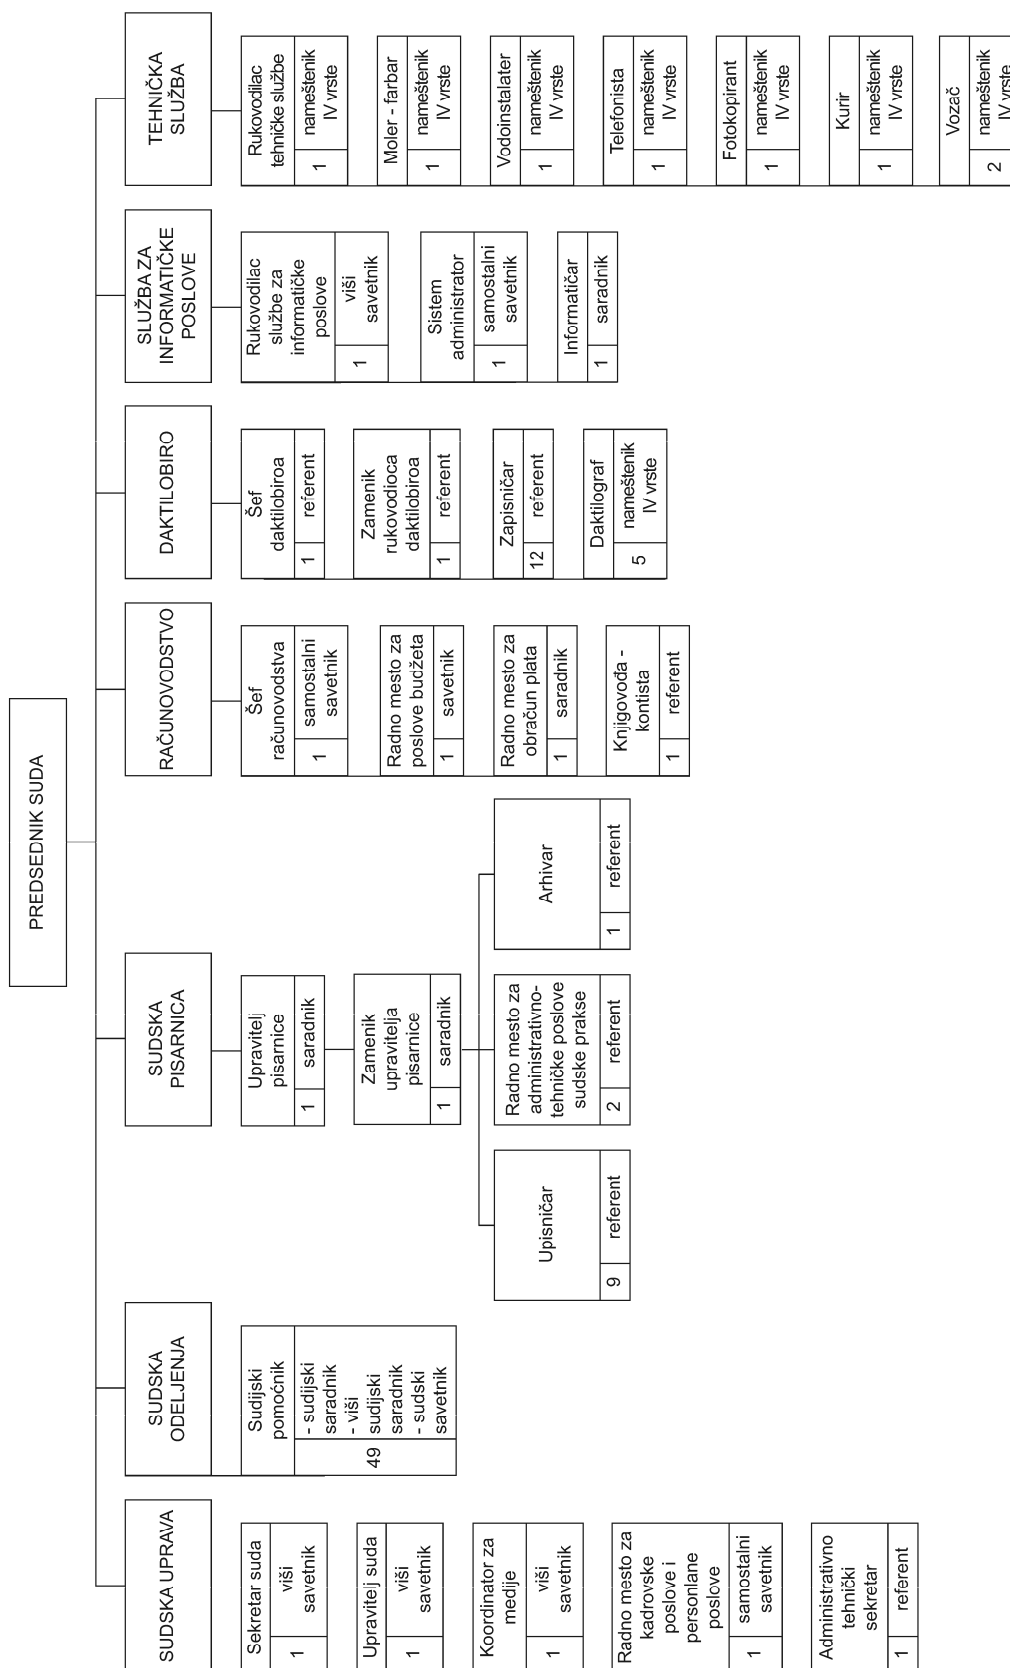 PREDSEDNIK SUDA
SUDSKA UPRAVA
Sekretar suda
1
viši
savetnik
Upravitelj suda
1
viši
savetnik
Koordinator za
medije
1
viši
savetnik
Radno mesto za
kadrovske
poslove i
personlane
poslove
1
samostalni
savetnik
Administrativno
tehnički
sekretar
1
referent
SUDSKA
ODELJENJA
Sudijski
pomoćnik
49
- sudijski
saradnik
- viši
sudijski
saradnik
- sudski
savetnik
SUDSKA
PISARNICA
Upravitelj
pisarnice
1
saradnik
Zamenik
upravitelja
pisarnice
1
saradnik
Upisničar
9
referent
Radno mesto za
administrativno-
tehničke poslove
sudske prakse
2
referent
Arhivar
1
referent
RAČUNOVODSTVO
Šef
računovodstva
1
samostalni
savetnik
Radno mesto za
poslove budžeta
1
savetnik
Radno mesto za
obračun plata
1
saradnik
Knjigovođa -
kontista
1
referent
DAKTILOBIRO
Šef
daktilobiroa
1
referent
Zamenik
rukovodioca
daktilobiroa
1
referent
Zapisničar
12
referent
Daktilograf
5
nameštenik
IV vrste
SLUŽBA ZA
INFORMATIČKE
POSLOVE
Rukovodilac
službe za
informatičke
poslove
1
viši
savetnik
Sistem
administrator
1
samostalni
savetnik
Informatičar
1
saradnik
TEHNIČKA
SLUŽBA
Rukovodilac
tehničke službe
1
nameštenik
IV vrste
Moler - farbar
1
nameštenik
IV vrste
Vodoinstalater
1
nameštenik
IV vrste
Telefonista
1
nameštenik
IV vrste
Fotokopirant
1
nameštenik
IV vrste
Kurir
1
nameštenik
IV vrste
Vozač
2
nameštenik
IV vrste